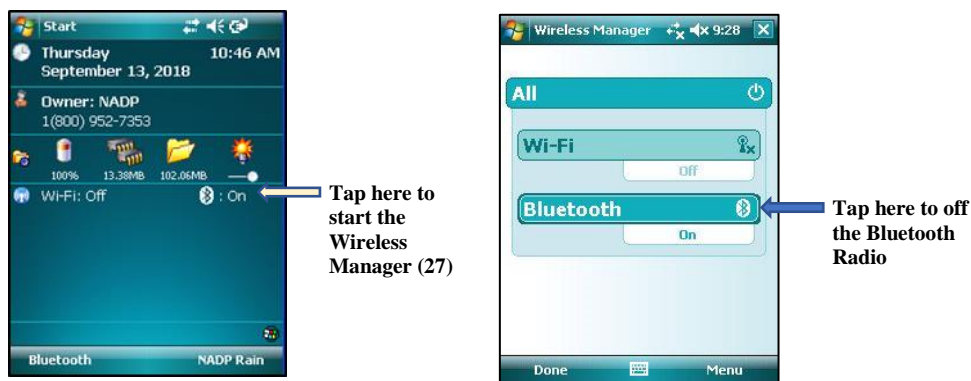 Start
Thursday 10:46 AM
September 13, 2018
Owner: NADP
1(800) 952-7353
100% 13.38MB 102.06MB
Wi-Fi: Off : On
Bluetooth NADP Rain
Tap here to
start the
Wireless
Manager (27)
Wireless Manager 9:28
All
Wi-Fi
Off
Bluetooth
On
Done Menu
Tap here to off
the Bluetooth
Radio